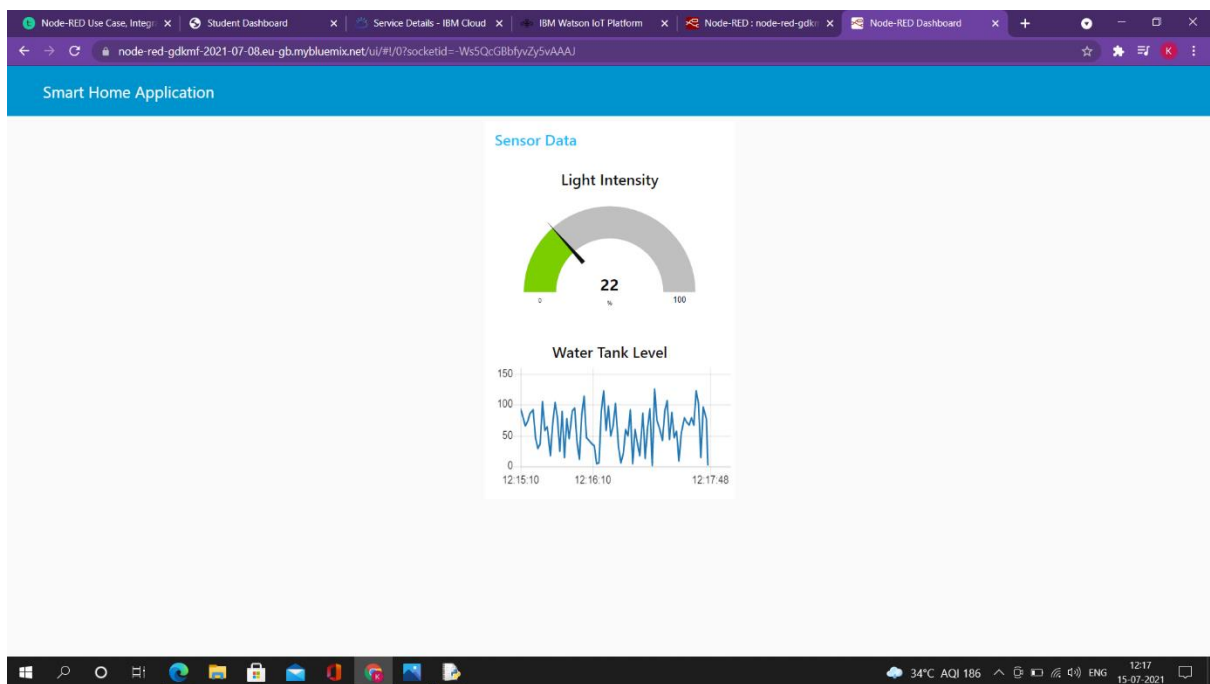 Node-RED Use Case, Integr
Student Dashboard
Service Details - IBM Cloud
IBM Watson IoT Platform
Node-RED : node-red-gdkm
Node-RED Dashboard
node-red-gdkmf-2021-07-08.eu-gb.mybluemix.net/ui/#!/0?socketid=-Ws5QcGBbfyvZy5vAAAJ
K
Smart Home Application
Sensor Data
Light Intensity
22
0 % 100
Water Tank Level
150
100
50
0
12:15:10 12:16:10 12:17:48
34°C AQI 186 ENG
12:17
15-07-2021